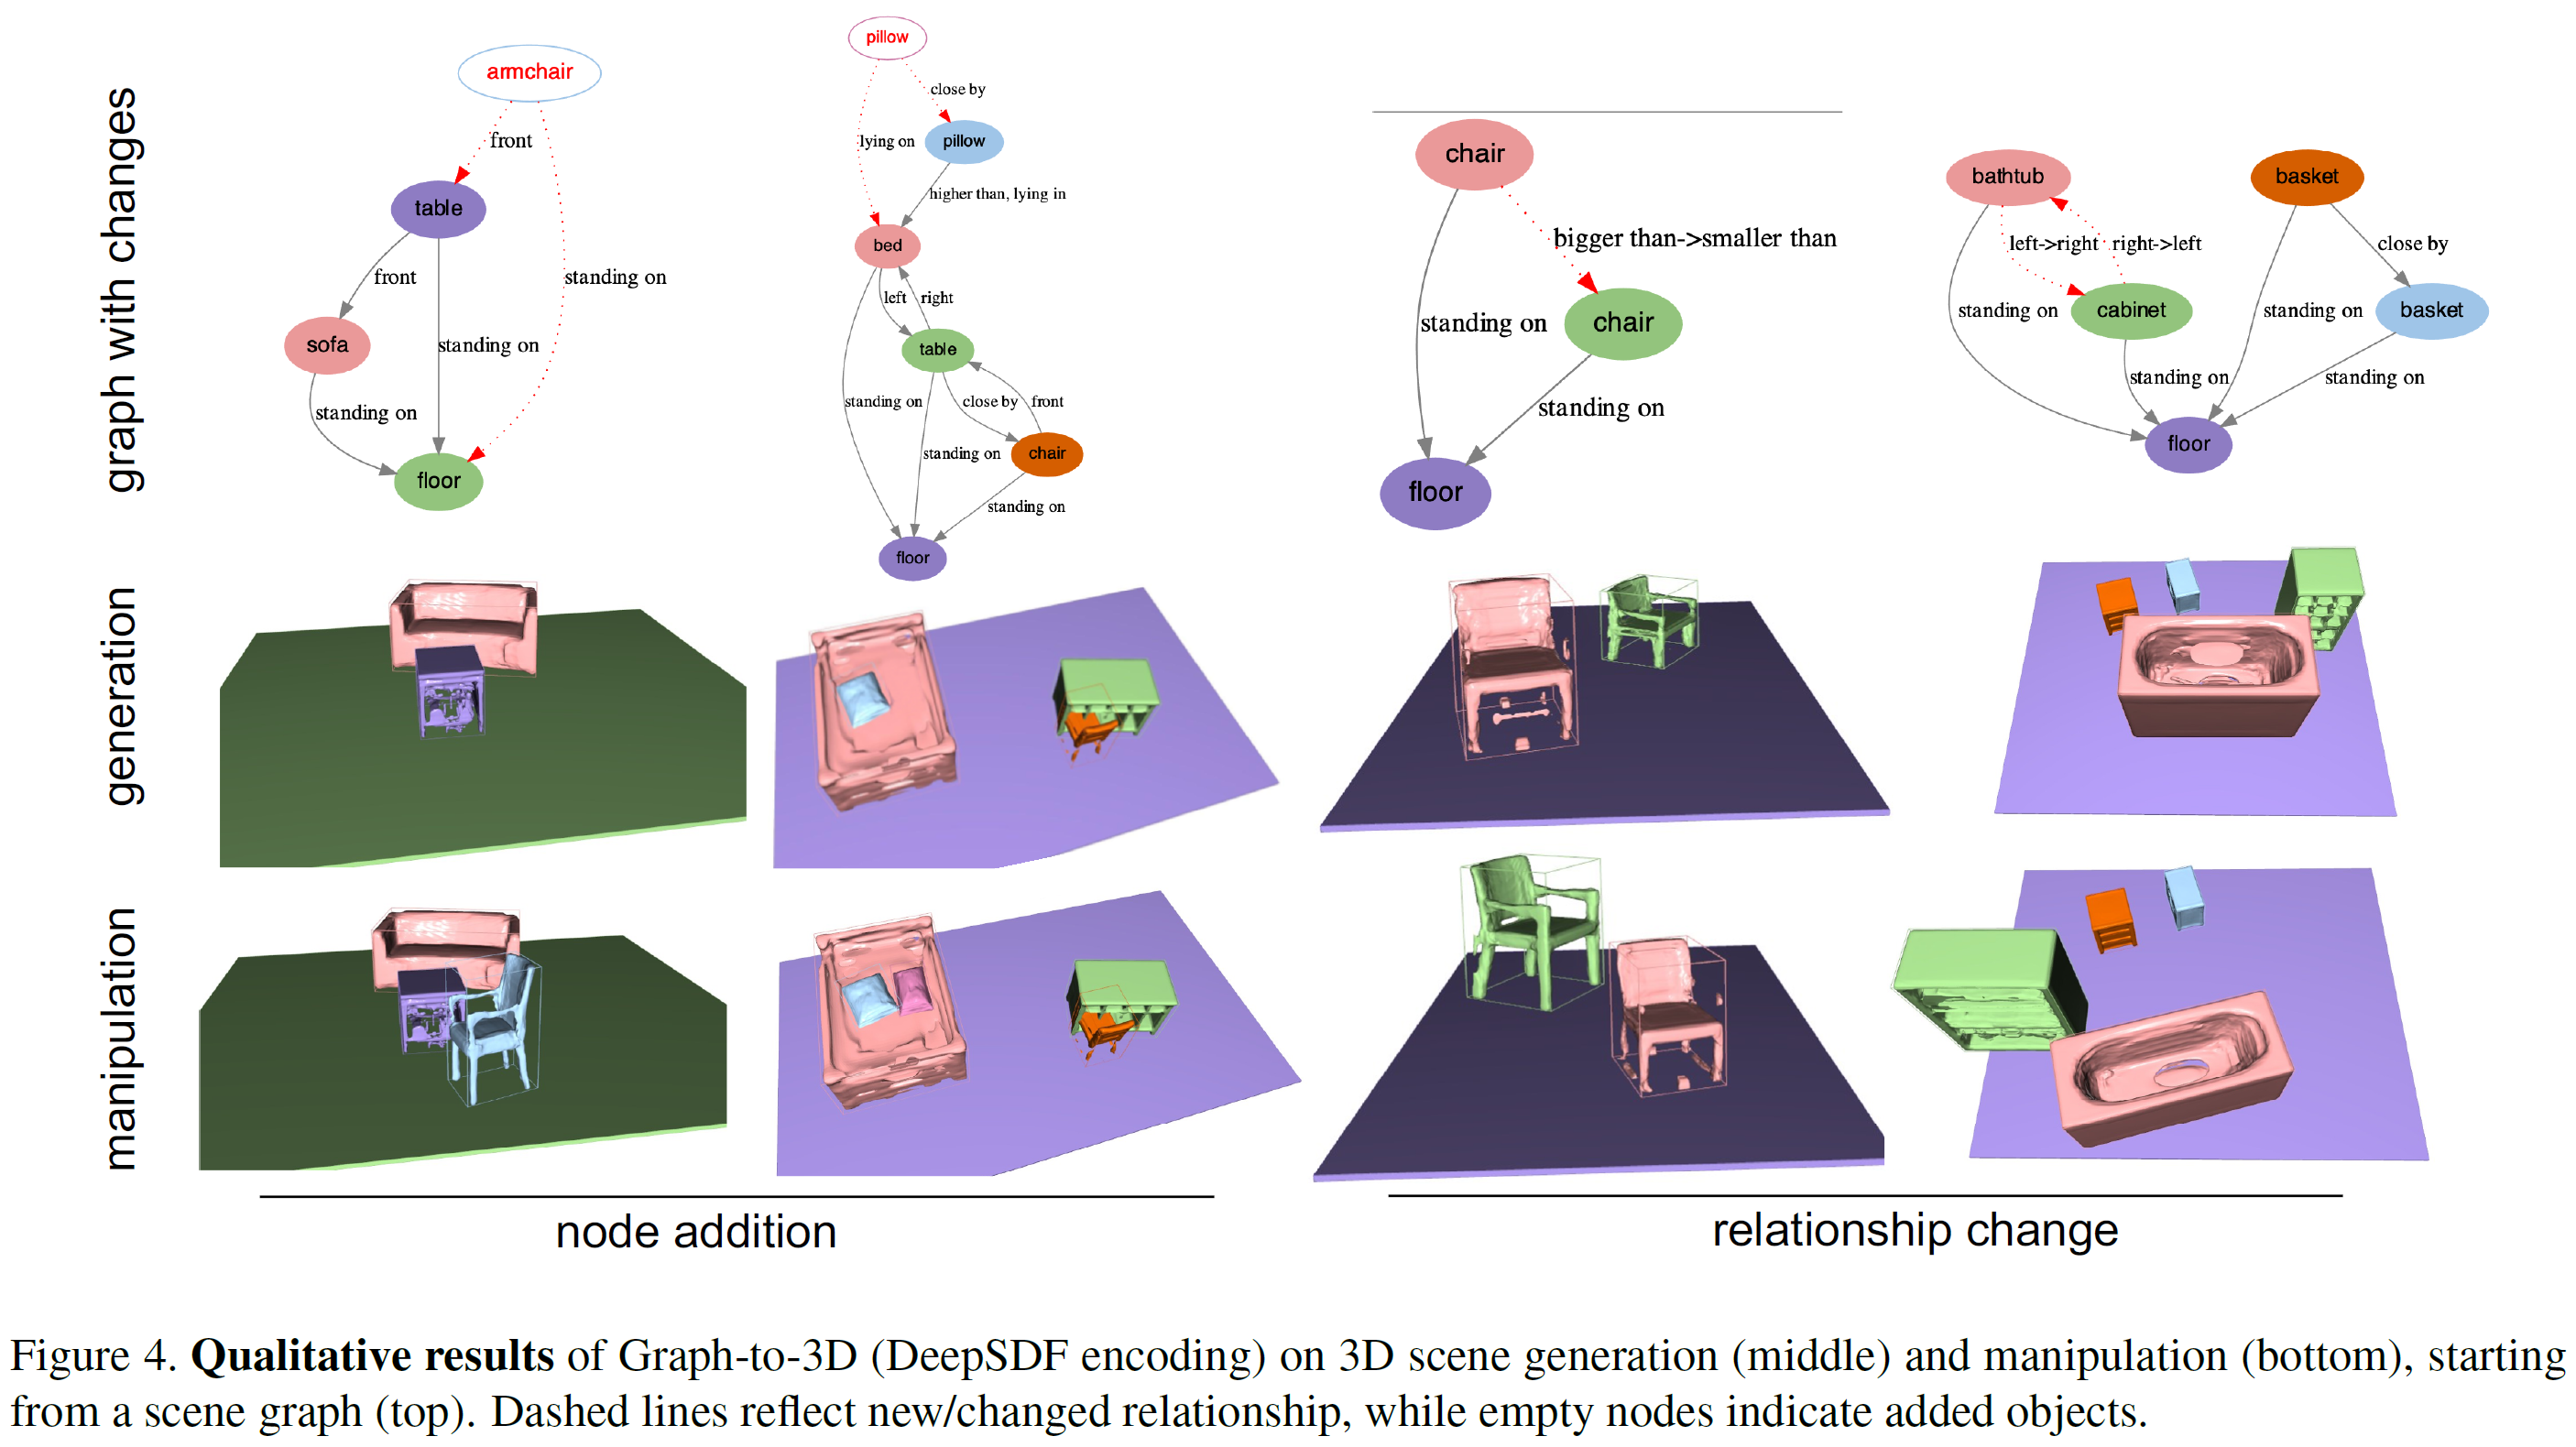 graph with changes
armchair
front
table
front
standing on
standing on
sofa
standing on
floor
pillow
close by
lying on
pillow
higher than, lying in
bed
left
right
table
standing on
close by
front
standing on
chair
standing on
floor
chair
bigger than->smaller than
standing on
chair
standing on
floor
bathtub
basket
left->right
right->left
close by
standing on
cabinet
standing on
basket
standing on
standing on
floor
generation
manipulation
node addition
relationship change
Figure 4. Qualitative results of Graph-to-3D (DeepSDF encoding) on 3D scene generation (middle) and manipulation (bottom), starting
from a scene graph (top). Dashed lines reflect new/changed relationship, while empty nodes indicate added objects.